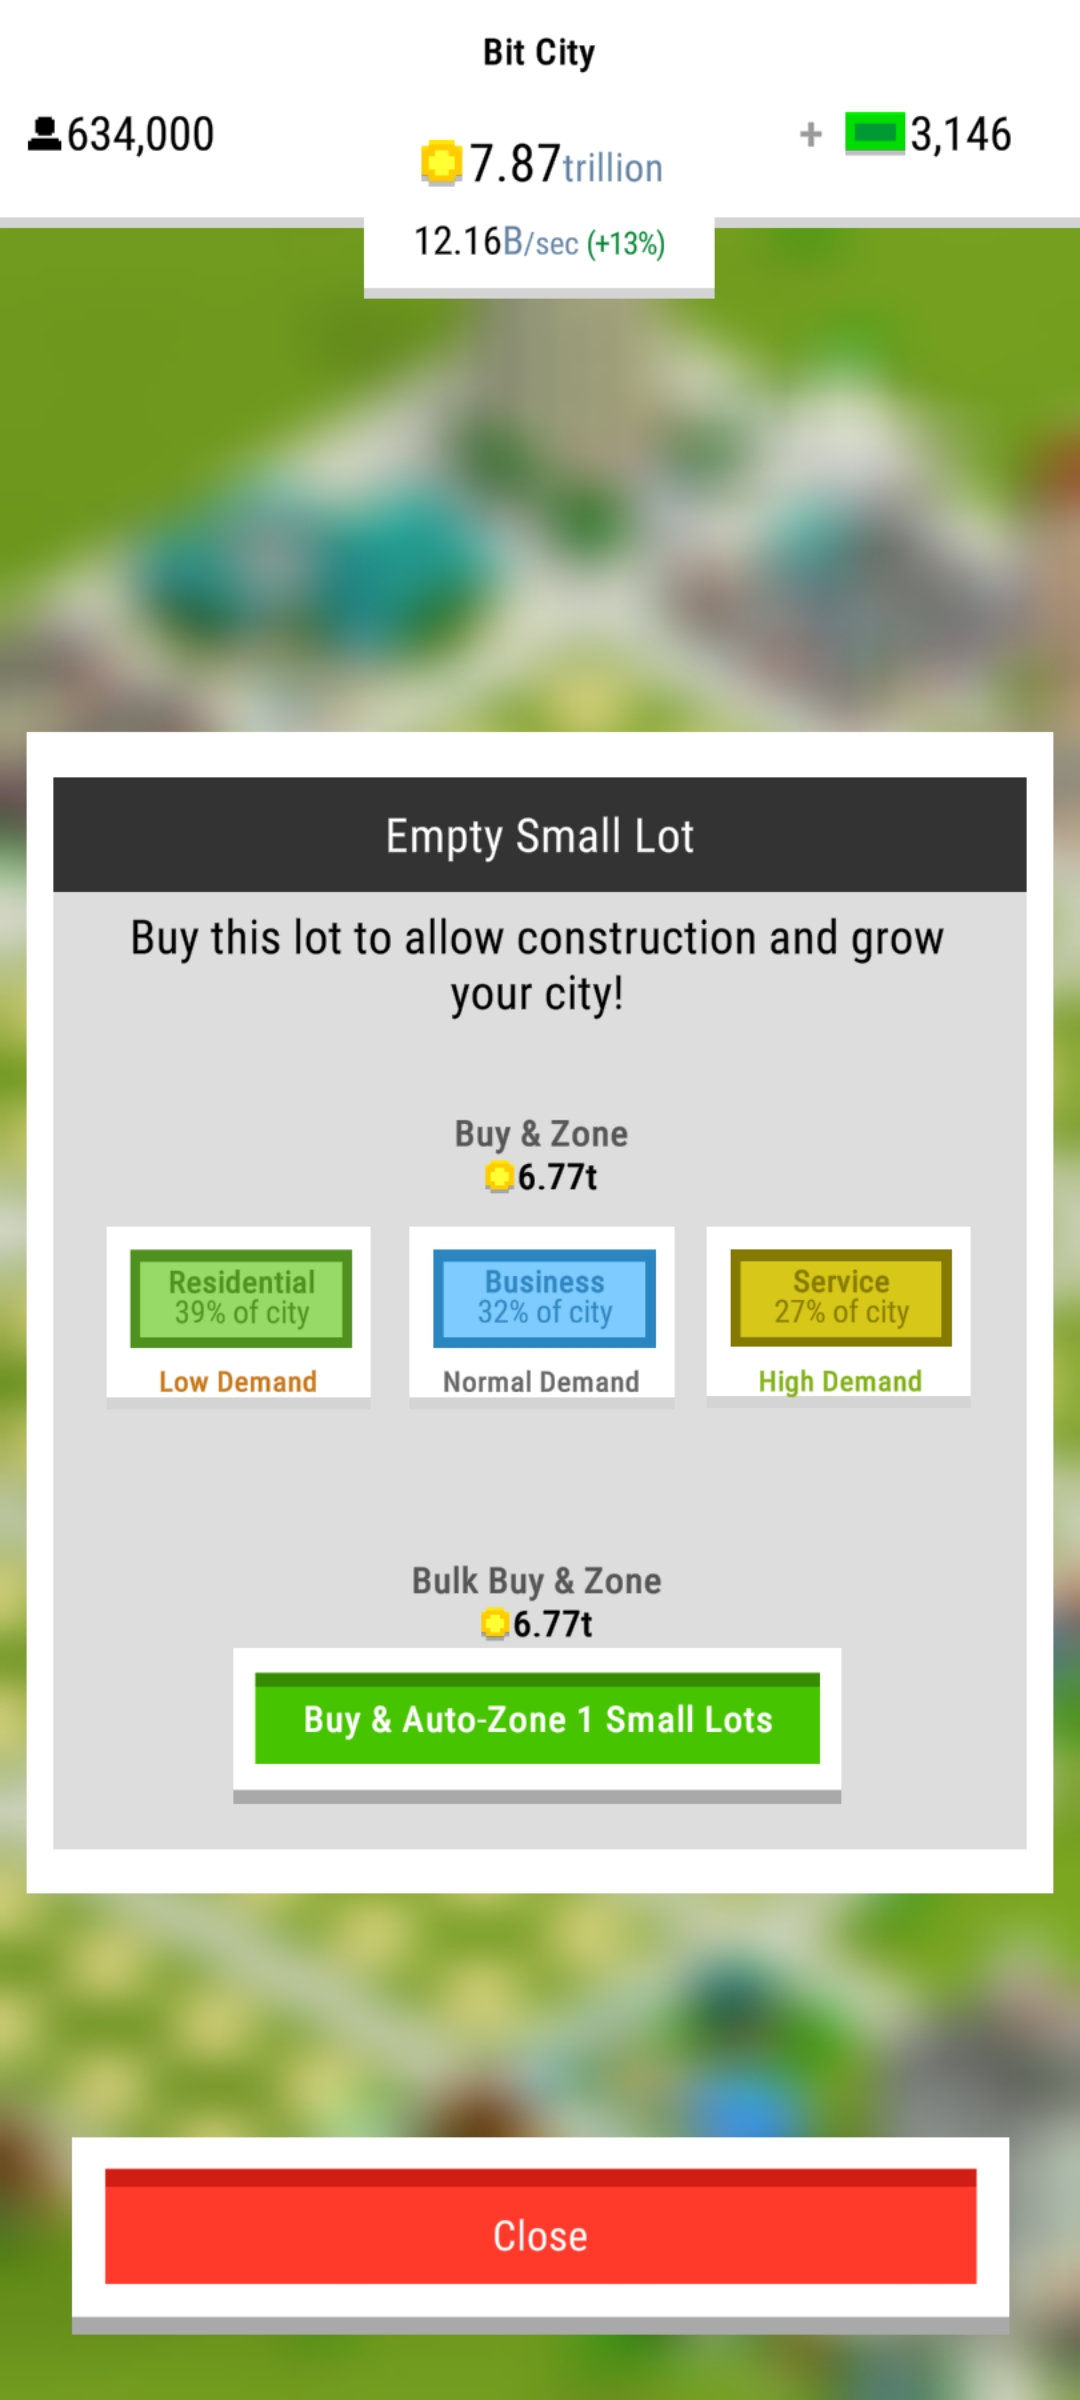 Bit City
634,000
7.87trillion
+ 3,146
12.16B/sec (+13%)
Empty Small Lot
Buy this lot to allow construction and grow
your city!
Buy & Zone
6.77t
Residential
39% of city
Low Demand
Business
32% of city
Normal Demand
Service
27% of city
High Demand
Bulk Buy & Zone
6.77t
Buy & Auto-Zone 1 Small Lots
Close